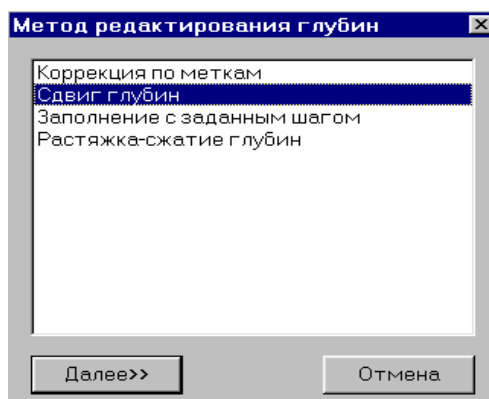 Метод редактирования глубин
Коррекция по меткам
Сдвиг глубин
Заполнение с заданным шагом
Растяжка-сжатие глубин
Далее>>
Отмена